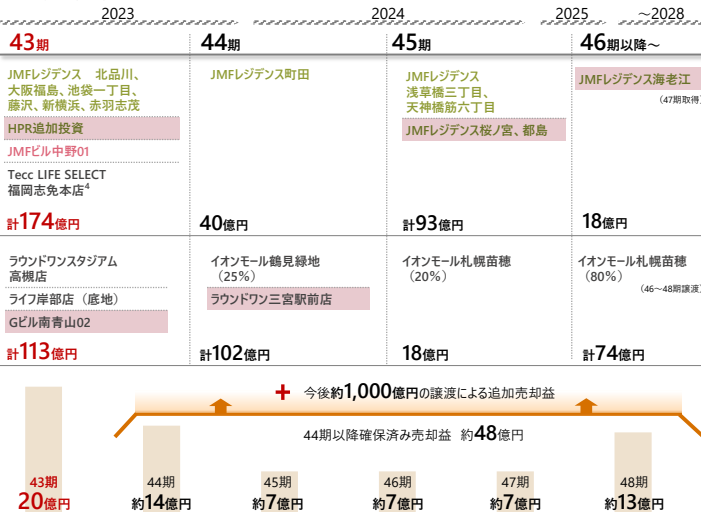 2023
2024
2025
～2028
43期
44期
45期
46期以降～
JMFレジデンス 北品川、
大阪福島、池袋一丁目、
藤沢、新横浜、赤羽志茂
HPR追加投資
JMFビル中野01
Tecc LIFE SELECT
福岡志免本店4
計174億円
JMFレジデンス町田
40億円
JMFレジデンス
浅草橋三丁目、
天神橋筋六丁目
JMFレジデンス桜ノ宮、都島
計93億円
JMFレジデンス海老江
（47期取得）
18億円
ラウンドワンスタジアム
高槻店
ライフ岸部店（底地）
Gビル南青山02
計113億円
イオンモール鶴見緑地
（25%）
ラウンドワン三宮駅前店
計102億円
イオンモール札幌苗穂
（20%）
18億円
イオンモール札幌苗穂
（80%）
（46～48期譲渡）
計74億円
＋ 今後約1,000億円の譲渡による追加売却益
44期以降確保済み売却益 約48億円
43期
20億円
44期
約14億円
45期
約7億円
46期
約7億円
47期
約7億円
48期
約13億円